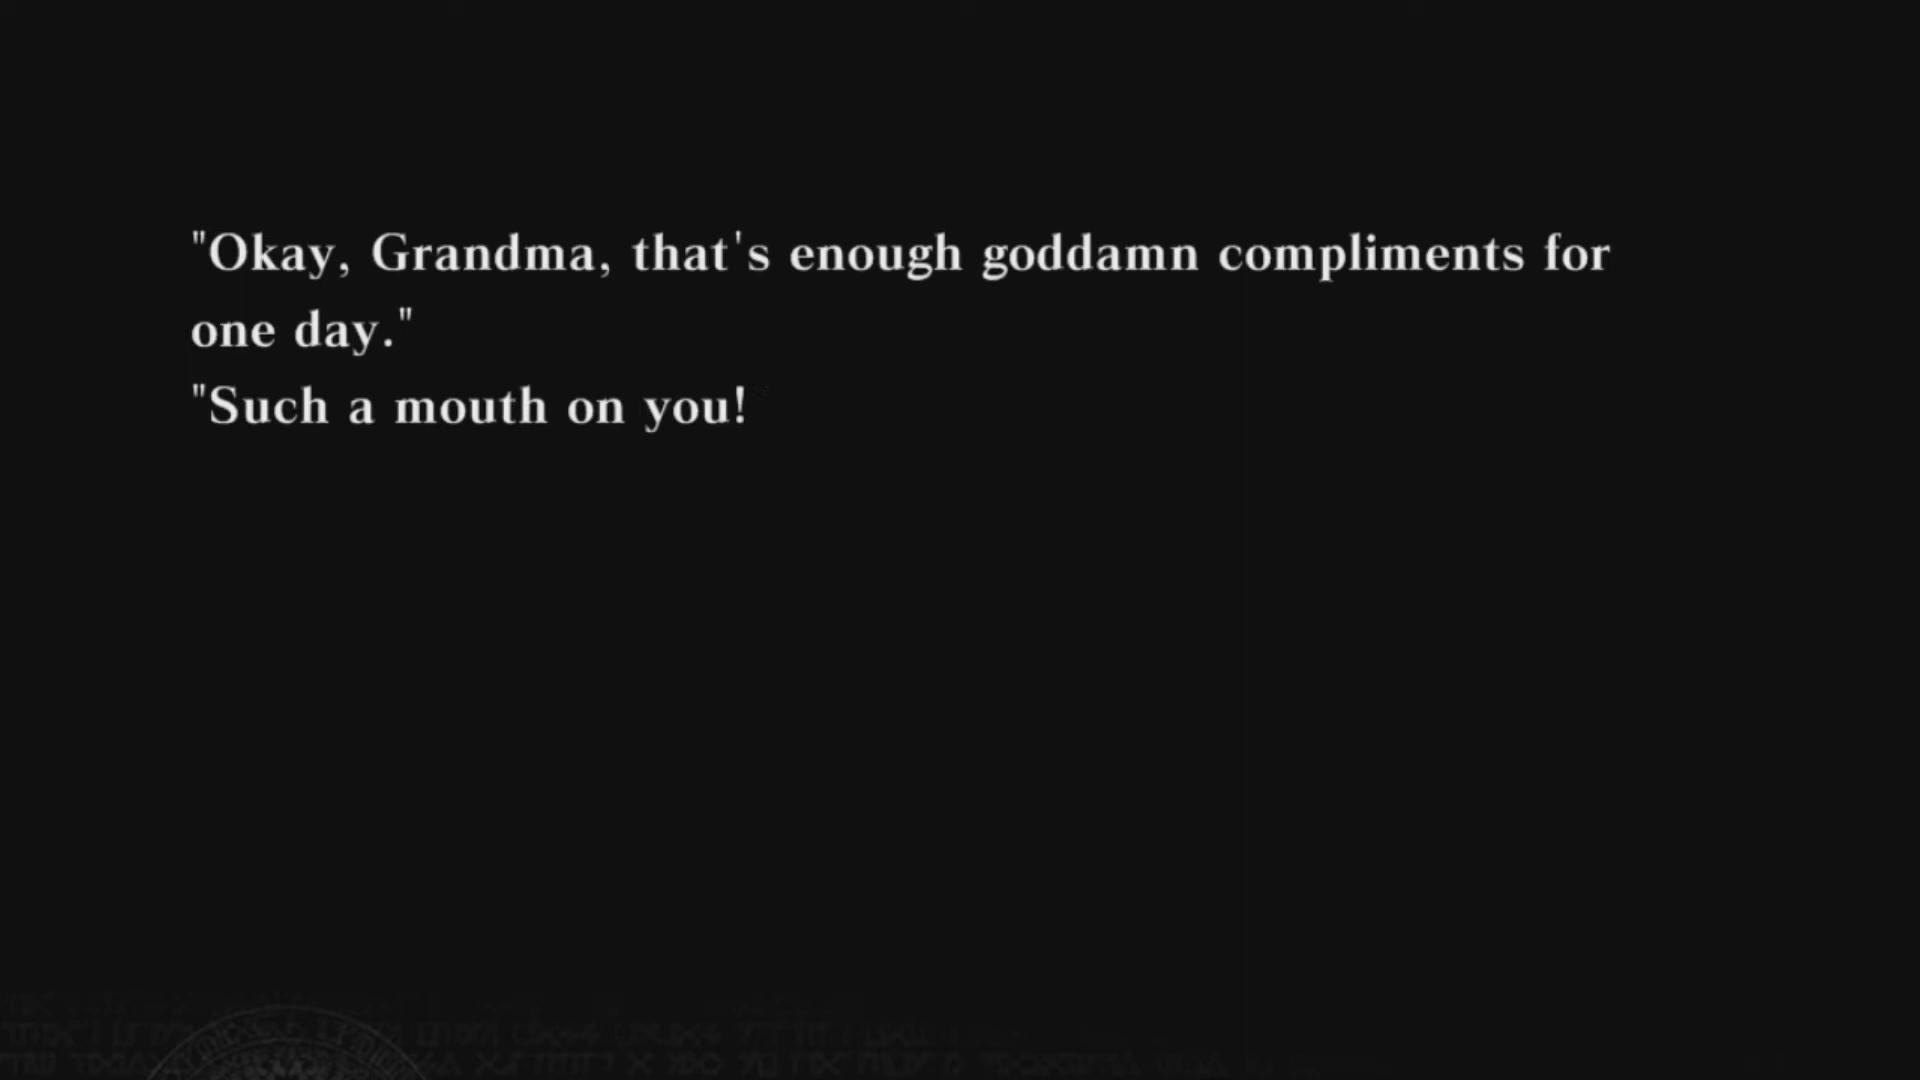 "Okay, Grandma, that's enough goddamn compliments for
one day."
"Such a mouth on you!